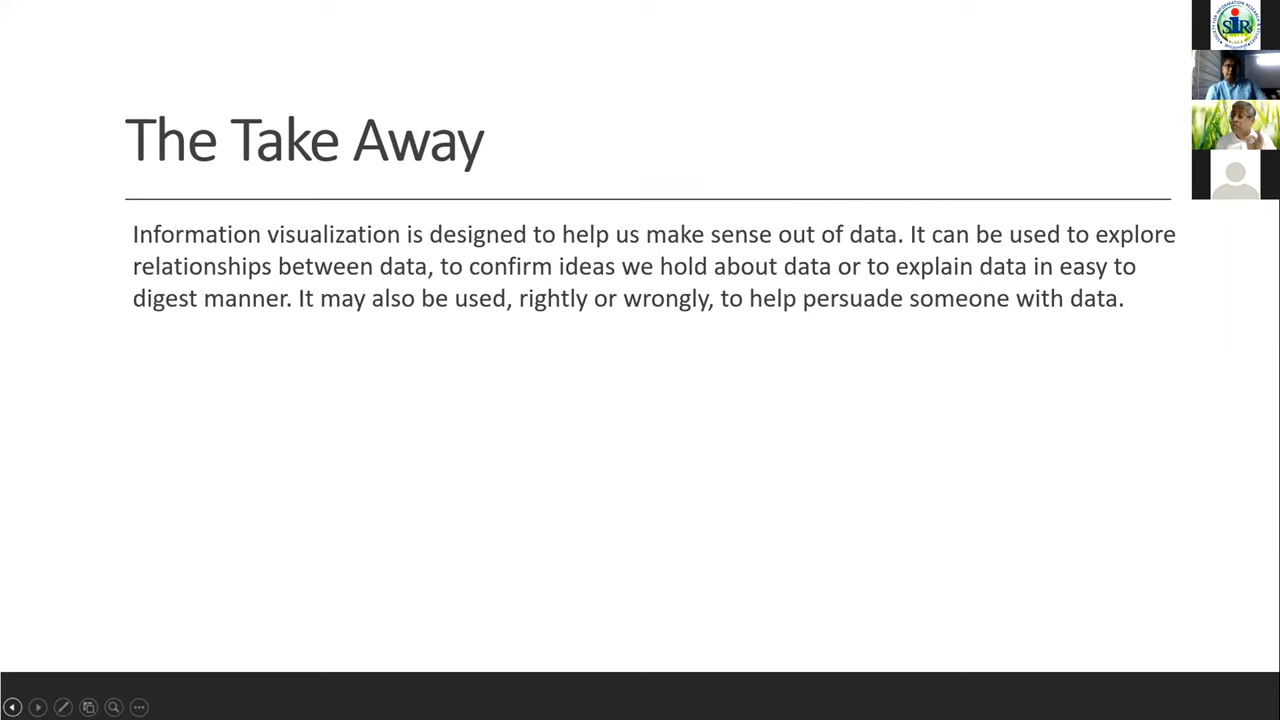 The Take Away
Information visualization is designed to help us make sense out of data. It can be used to explore
relationships between data, to confirm ideas we hold about data or to explain data in easy to
digest manner. It may also be used, rightly or wrongly, to help persuade someone with data.